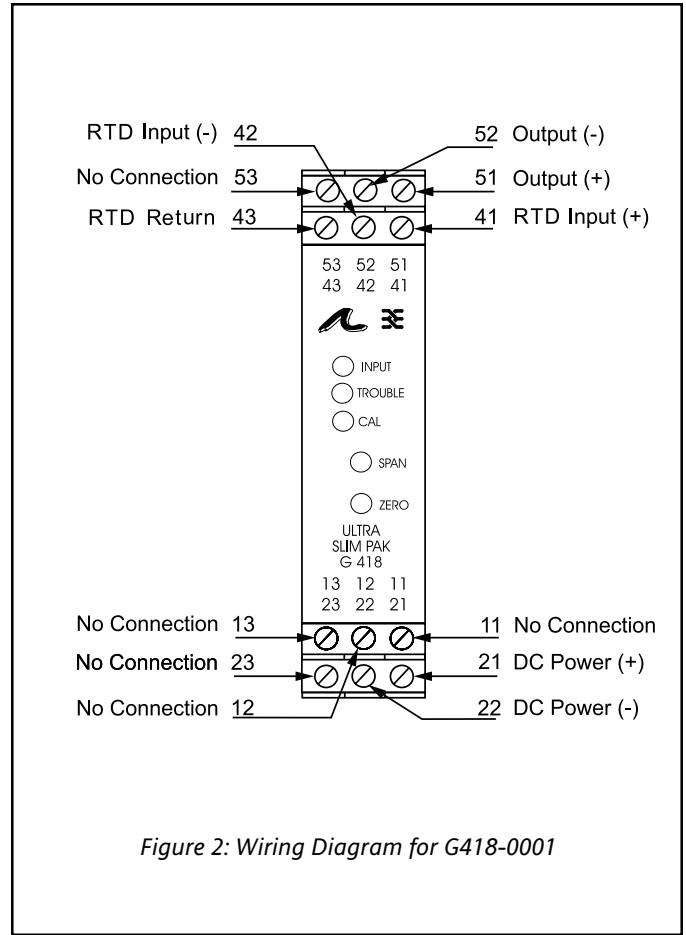 RTD Input (-) 42 52 Output (-)
No Connection 53 51 Output (+)
RTD Return 43 41 RTD Input (+)
53 52 51
43 42 41
INPUT
TROUBLE
CAL
SPAN
ZERO
ULTRA
SLIM PAK
G 418
13 12 11
23 22 21
No Connection 13 11 No Connection
No Connection 23 21 DC Power (+)
No Connection 12 22 DC Power (-)
Figure 2: Wiring Diagram for G418-0001